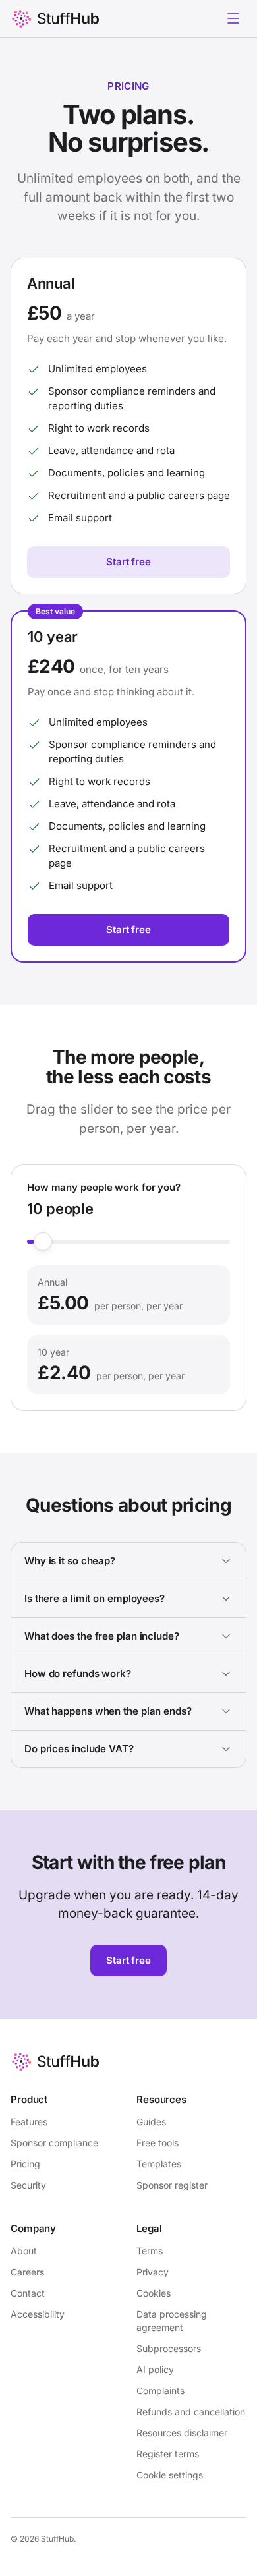 StuffHub
PRICING
Two plans.
No surprises.
Unlimited employees on both, and the
full amount back within the first two
weeks if it is not for you.
Annual
£50 a year
Pay each year and stop whenever you like.
Unlimited employees
Sponsor compliance reminders and
reporting duties
Right to work records
Leave, attendance and rota
Documents, policies and learning
Recruitment and a public careers page
Email support
Start free
Best value
10 year
£240 once, for ten years
Pay once and stop thinking about it.
Unlimited employees
Sponsor compliance reminders and
reporting duties
Right to work records
Leave, attendance and rota
Documents, policies and learning
Recruitment and a public careers
page
Email support
Start free
The more people,
the less each costs
Drag the slider to see the price per
person, per year.
How many people work for you?
10 people
Annual
£5.00 per person, per year
10 year
£2.40 per person, per year
Questions about pricing
Why is it so cheap?
Is there a limit on employees?
What does the free plan include?
How do refunds work?
What happens when the plan ends?
Do prices include VAT?
Start with the free plan
Upgrade when you are ready. 14-day
money-back guarantee.
Start free
StuffHub
Product
Features
Sponsor compliance
Pricing
Security
Resources
Guides
Free tools
Templates
Sponsor register
Company
About
Careers
Contact
Accessibility
Legal
Terms
Privacy
Cookies
Data processing
agreement
Subprocessors
AI policy
Complaints
Refunds and cancellation
Resources disclaimer
Register terms
Cookie settings
© 2026 StuffHub.